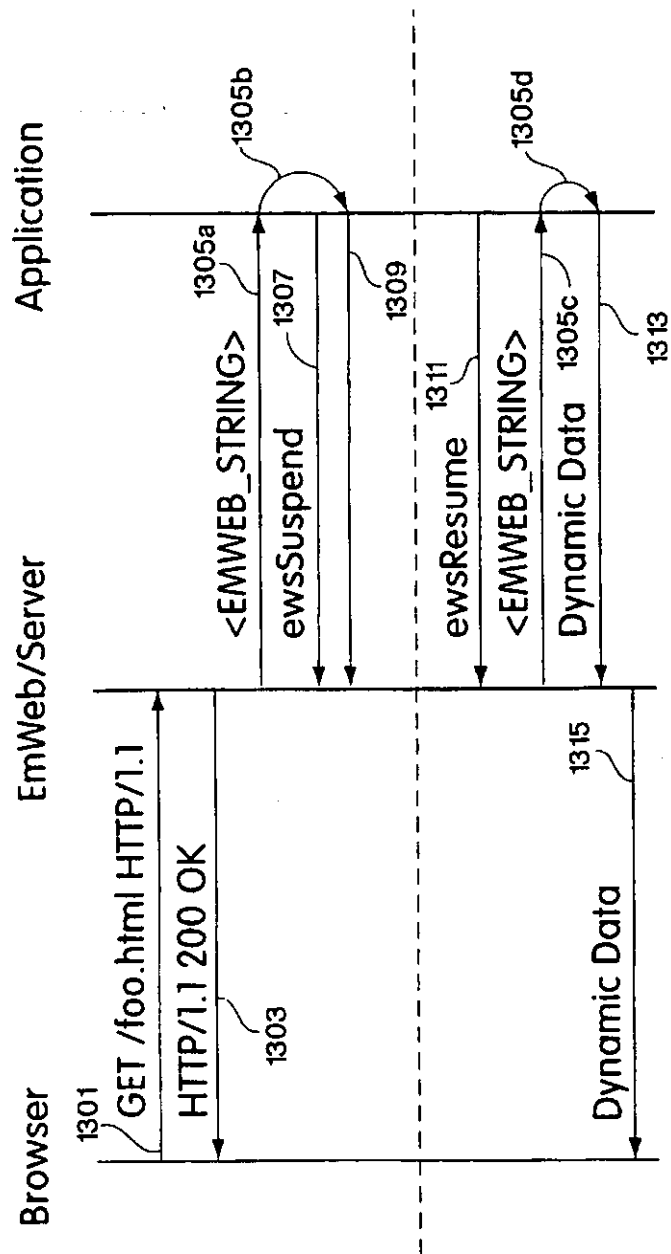 Browser
EmWeb/Server
Application
1301
GET /foo.html HTTP/1.1
HTTP/1.1 200 OK
1303
<EMWEB_STRING>
1305a
1305b
ewsSuspend
1307
1309
ewsResume
1311
<EMWEB_STRING>
1305c
1305d
Dynamic Data
1313
Dynamic Data
1315